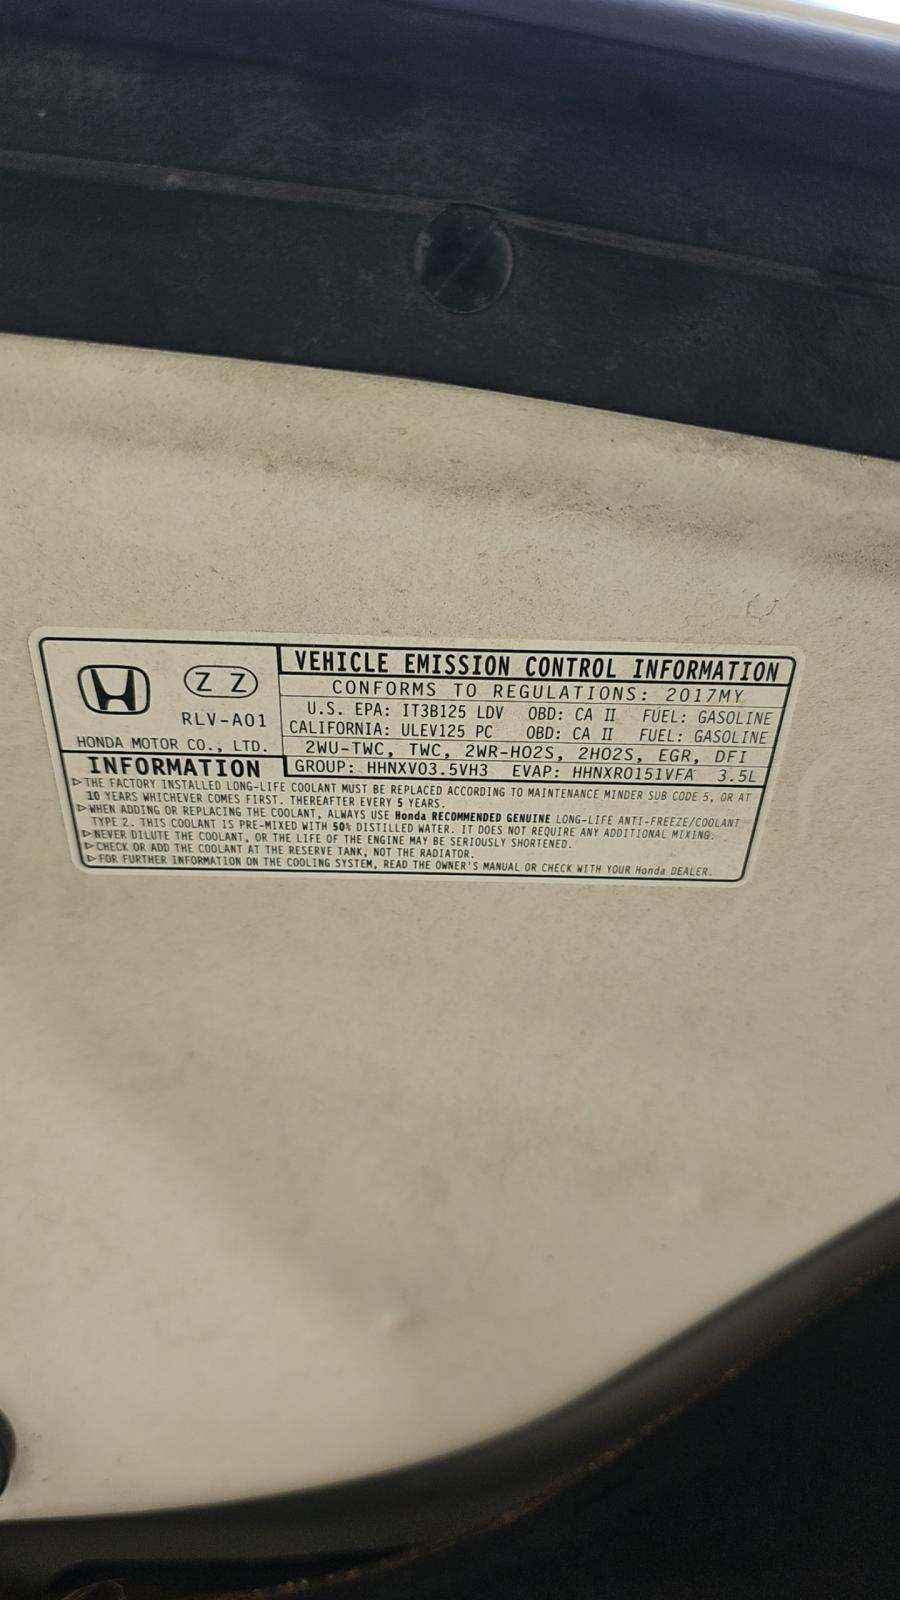 Z Z
RLV-A01
HONDA MOTOR CO., LTD.
VEHICLE EMISSION CONTROL INFORMATION
CONFORMS TO REGULATIONS: 2017MY
U.S. EPA: IT3B125 LDV OBD: CA II FUEL: GASOLINE
CALIFORNIA: ULEV125 PC OBD: CA II FUEL: GASOLINE
2WU-TWC, TWC, 2WR-HO2S, 2HO2S, EGR, DFI
GROUP: HHNXV03.5VH3 EVAP: HHNXR0151VFA 3.5L
INFORMATION
▷THE FACTORY INSTALLED LONG-LIFE COOLANT MUST BE REPLACED ACCORDING TO MAINTENANCE MINDER SUB CODE 5, OR AT
10 YEARS WHICHEVER COMES FIRST. THEREAFTER EVERY 5 YEARS.
▷WHEN ADDING OR REPLACING THE COOLANT, ALWAYS USE Honda RECOMMENDED GENUINE LONG-LIFE ANTI-FREEZE/COOLANT
TYPE 2. THIS COOLANT IS PRE-MIXED WITH 50% DISTILLED WATER. IT DOES NOT REQUIRE ANY ADDITIONAL MIXING.
▷NEVER DILUTE THE COOLANT, OR THE LIFE OF THE ENGINE MAY BE SERIOUSLY SHORTENED.
▷CHECK OR ADD THE COOLANT AT THE RESERVE TANK, NOT THE RADIATOR.
▷FOR FURTHER INFORMATION ON THE COOLING SYSTEM, READ THE OWNER'S MANUAL OR CHECK WITH YOUR Honda DEALER.